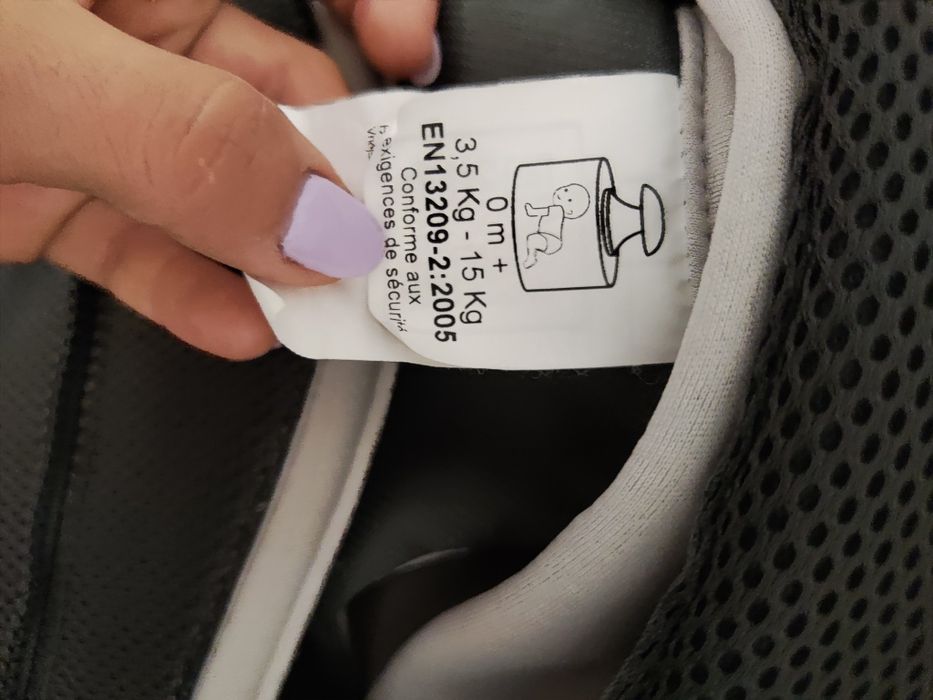 0 m +
3,5 Kg - 15 Kg
EN13209-2:2005
Conforme aux
exigences de sécurité